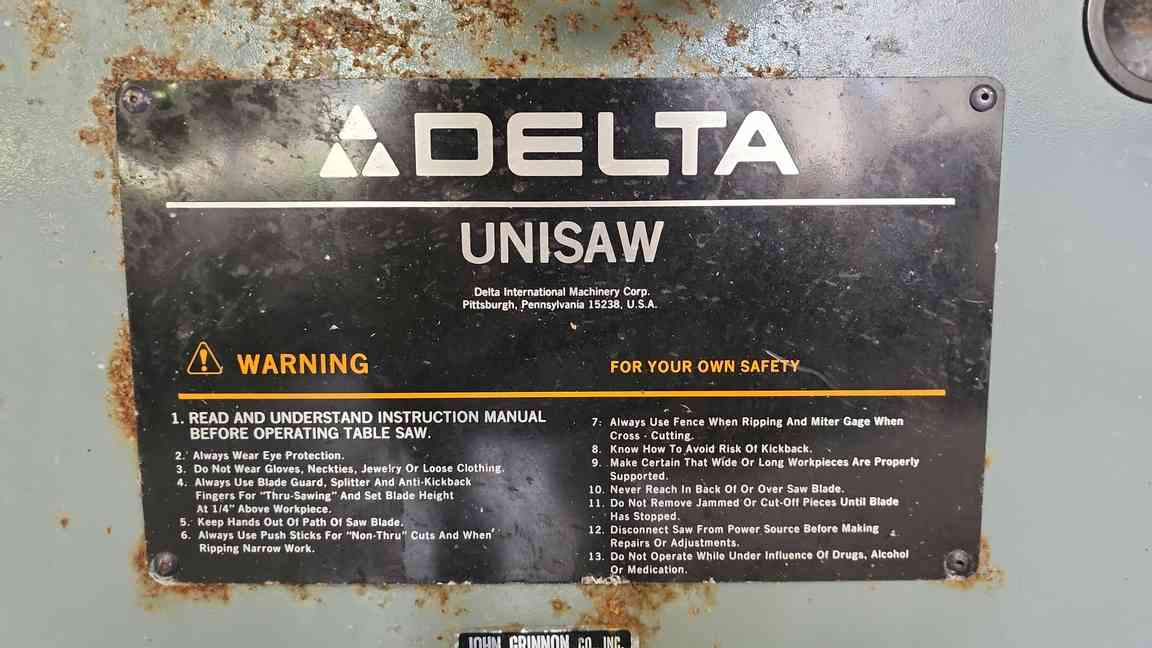 DELTA
UNISAW
Delta International Machinery Corp.
Pittsburgh, Pennsylvania 15238, U.S.A.
WARNING
FOR YOUR OWN SAFETY
1. READ AND UNDERSTAND INSTRUCTION MANUAL
BEFORE OPERATING TABLE SAW.
2. Always Wear Eye Protection.
3. Do Not Wear Gloves, Neckties, Jewelry Or Loose Clothing.
4. Always Use Blade Guard, Splitter And Anti-Kickback
Fingers For "Thru-Sawing" And Set Blade Height
At 1/4" Above Workpiece.
5. Keep Hands Out Of Path Of Saw Blade.
6. Always Use Push Sticks For "Non-Thru" Cuts And When
Ripping Narrow Work.
7. Always Use Fence When Ripping And Miter Gage When
Cross - Cutting.
8. Know How To Avoid Risk Of Kickback.
9. Make Certain That Wide Or Long Workpieces Are Properly
Supported.
10. Never Reach In Back Of Or Over Saw Blade.
11. Do Not Remove Jammed Or Cut-Off Pieces Until Blade
Has Stopped.
12. Disconnect Saw From Power Source Before Making
Repairs Or Adjustments.
13. Do Not Operate While Under Influence Of Drugs, Alcohol
Or Medication.
JOHN GRINNON CO., INC.